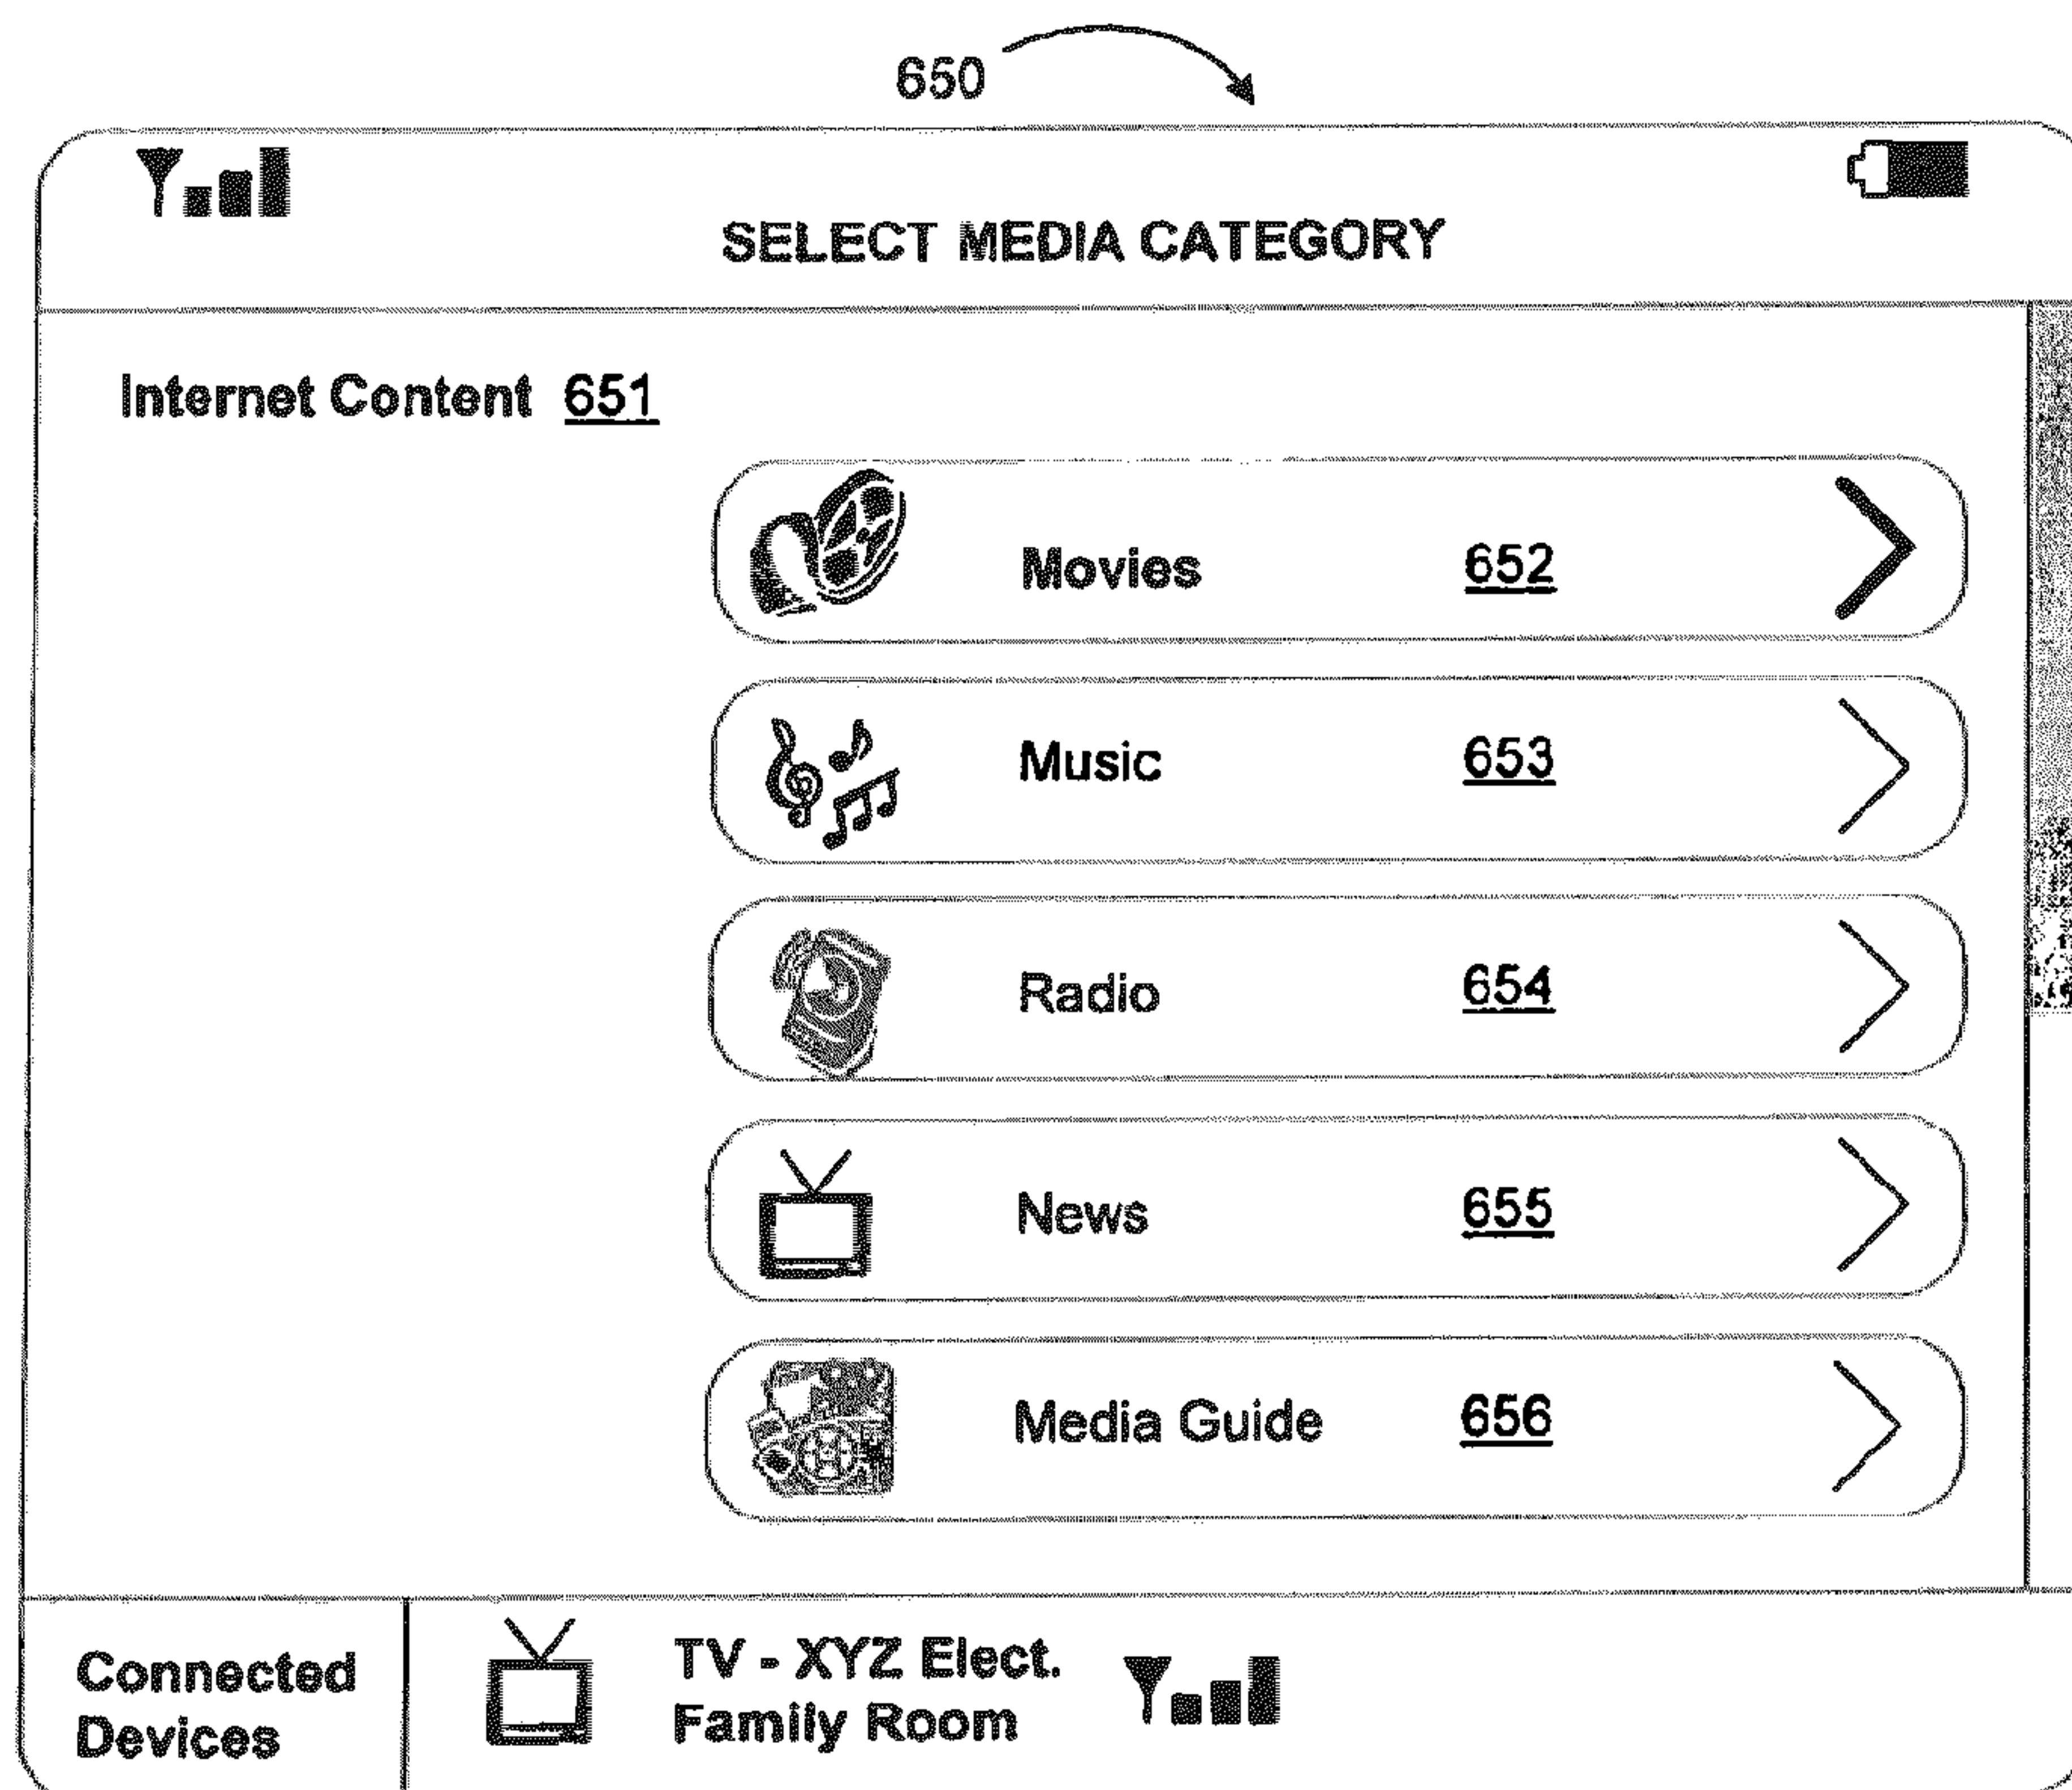 650
SELECT MEDIA CATEGORY
Internet Content 651
Movies 652
Music 653
Radio 654
News 655
Media Guide 656
Connected
Devices
TV - XYZ Elect.
Family Room